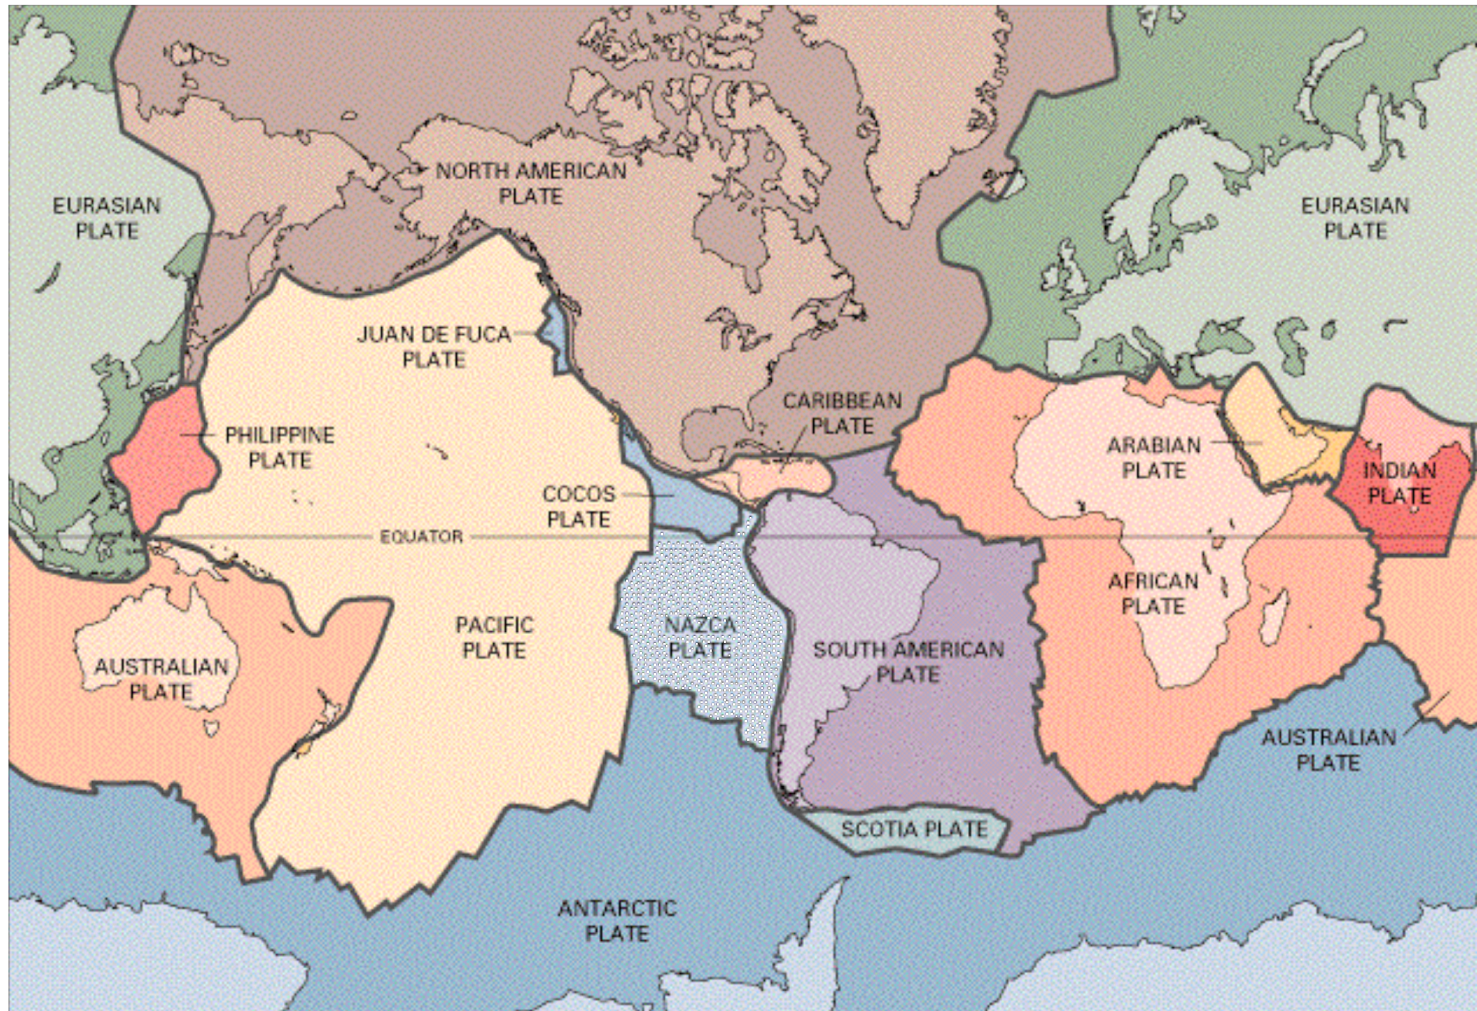 NORTH AMERICAN
PLATE
EURASIAN
PLATE
EURASIAN
PLATE
JUAN DE FUCA
PLATE
CARIBBEAN
PLATE
PHILIPPINE
PLATE
ARABIAN
PLATE
INDIAN
PLATE
COCOS
PLATE
EQUATOR
AFRICAN
PLATE
PACIFIC
PLATE
NAZCA
PLATE
SOUTH AMERICAN
PLATE
AUSTRALIAN
PLATE
AUSTRALIAN
PLATE
SCOTIA PLATE
ANTARCTIC
PLATE